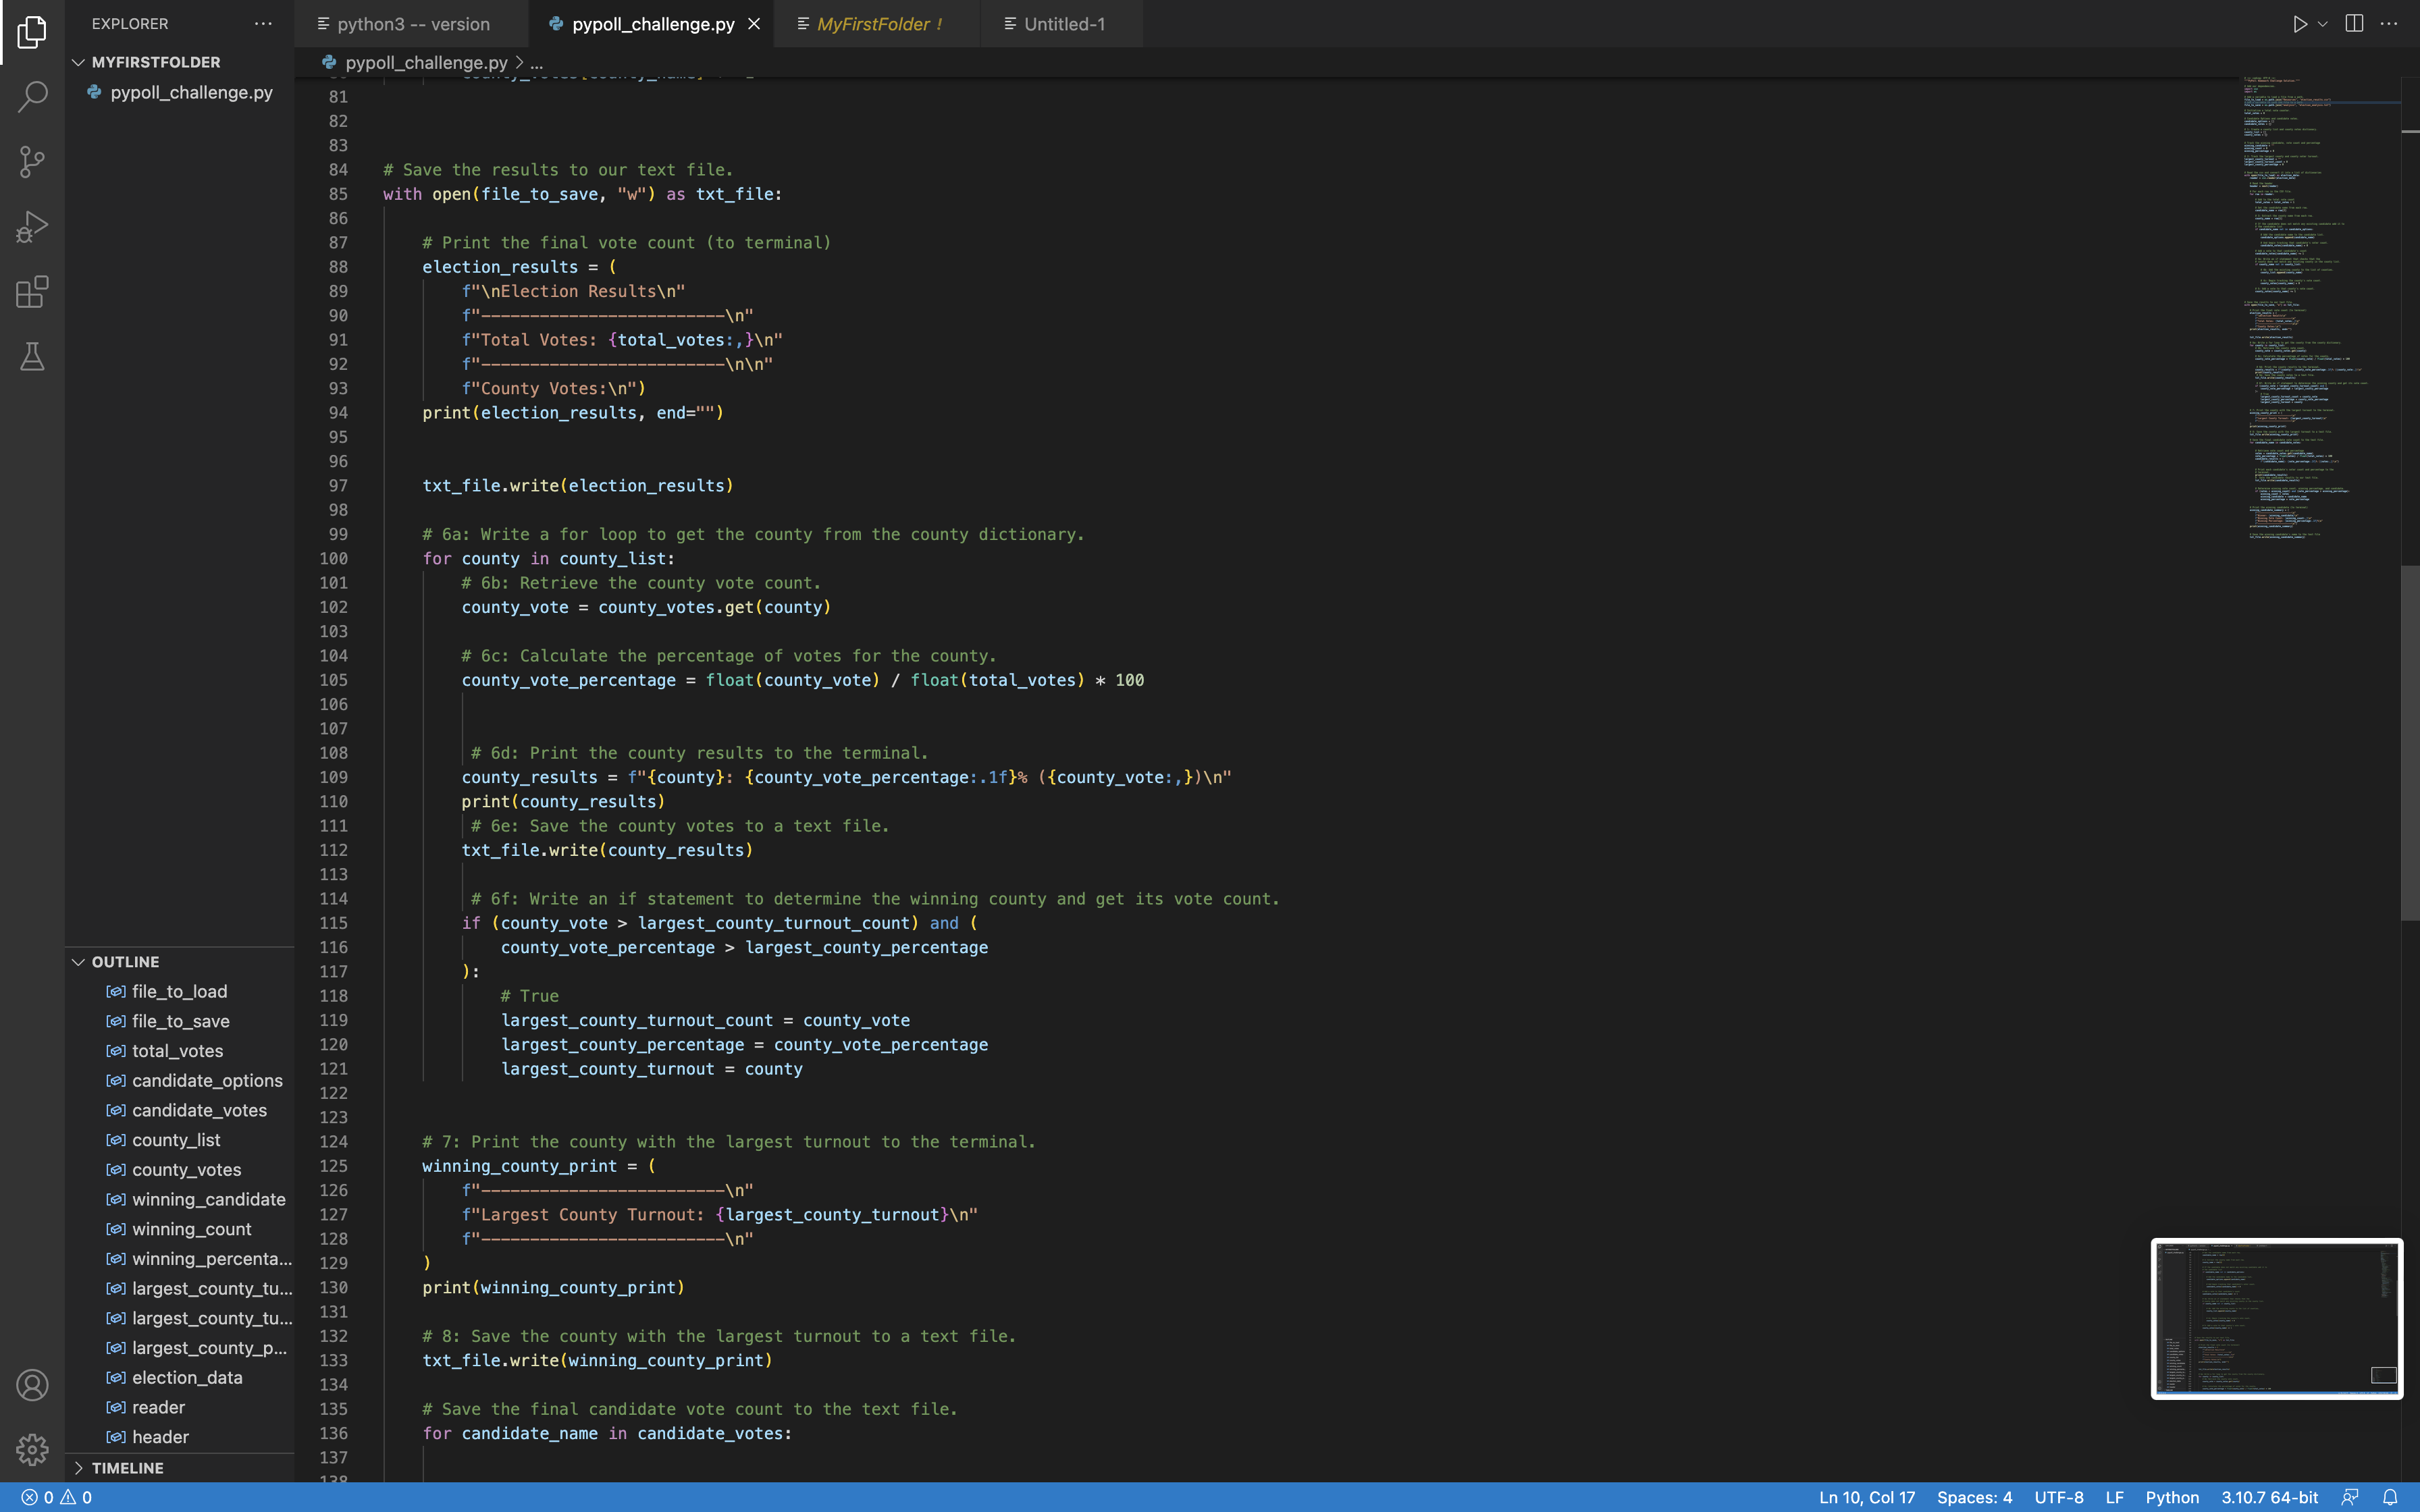 EXPLORER
python3 -- version
pypoll_challenge.py
MyFirstFolder !
Untitled-1
MYFIRSTFOLDER
pypoll_challenge.py
pypoll_challenge.py > ...
81
82
83
84 # Save the results to our text file.
85 with open(file_to_save, "w") as txt_file:
86
87 # Print the final vote count (to terminal)
88 election_results = (
89 f"\nElection Results\n"
90 f"-------------------------\n"
91 f"Total Votes: {total_votes:,}\n"
92 f"-------------------------\n\n"
93 f"County Votes:\n")
94 print(election_results, end="")
95
96
97 txt_file.write(election_results)
98
99 # 6a: Write a for loop to get the county from the county dictionary.
100 for county in county_list:
101 # 6b: Retrieve the county vote count.
102 county_vote = county_votes.get(county)
103
104 # 6c: Calculate the percentage of votes for the county.
105 county_vote_percentage = float(county_vote) / float(total_votes) * 100
106
107
108 # 6d: Print the county results to the terminal.
109 county_results = f"{county}: {county_vote_percentage:.1f}% ({county_vote:,})\n"
110 print(county_results)
111 # 6e: Save the county votes to a text file.
112 txt_file.write(county_results)
113
114 # 6f: Write an if statement to determine the winning county and get its vote count.
115 if (county_vote > largest_county_turnout_count) and (
116 county_vote_percentage > largest_county_percentage
117 ):
118 # True
119 largest_county_turnout_count = county_vote
120 largest_county_percentage = county_vote_percentage
121 largest_county_turnout = county
122
123
124 # 7: Print the county with the largest turnout to the terminal.
125 winning_county_print = (
126 f"-------------------------\n"
127 f"Largest County Turnout: {largest_county_turnout}\n"
128 f"-------------------------\n"
129 )
130 print(winning_county_print)
131
132 # 8: Save the county with the largest turnout to a text file.
133 txt_file.write(winning_county_print)
134
135 # Save the final candidate vote count to the text file.
136 for candidate_name in candidate_votes:
137
138
OUTLINE
file_to_load
file_to_save
total_votes
candidate_options
candidate_votes
county_list
county_votes
winning_candidate
winning_count
winning_percenta...
largest_county_tu...
largest_county_tu...
largest_county_p...
election_data
reader
header
TIMELINE
0 0
Ln 10, Col 17
Spaces: 4
UTF-8
LF
Python
3.10.7 64-bit